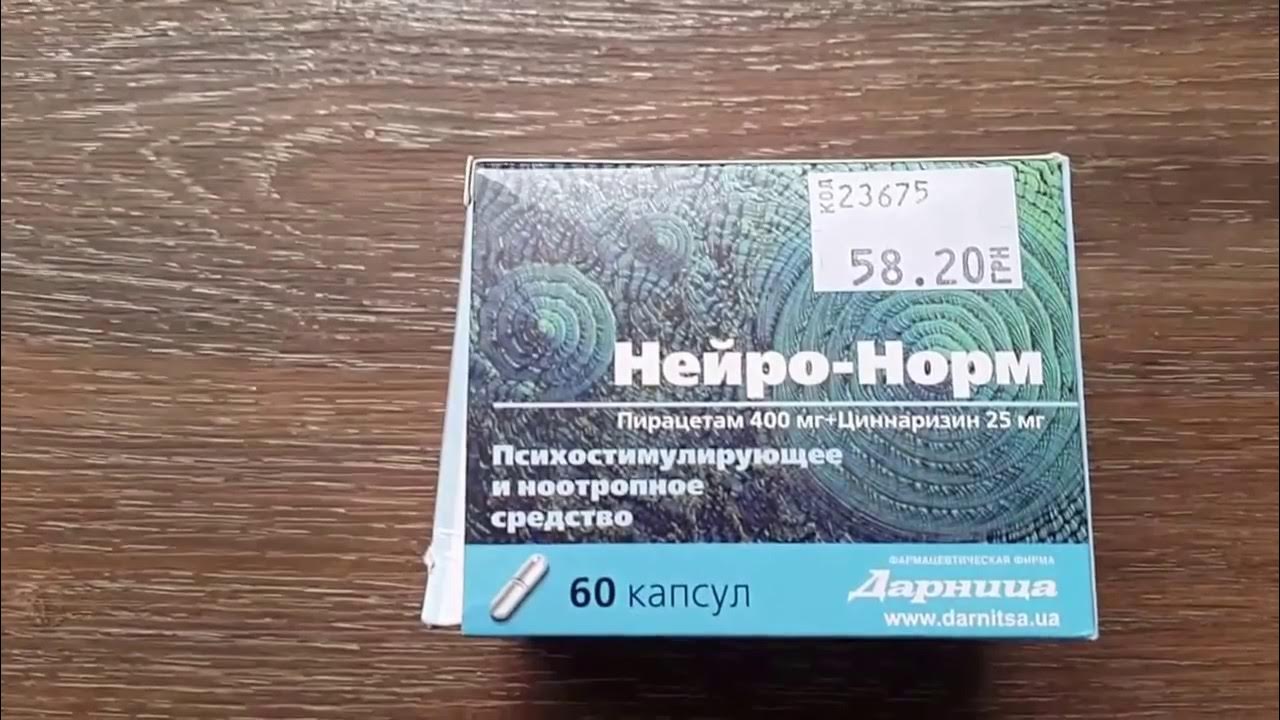 КОД 23675
58.20 ГРН
Нейро-Норм
Пирацетам 400 мг+Циннаризин 25 мг
Психостимулирующее
и ноотропное
средство
60 капсул
ФАРМАЦЕВТИЧЕСКАЯ ФИРМА
Дарница
www.darnitsa.ua